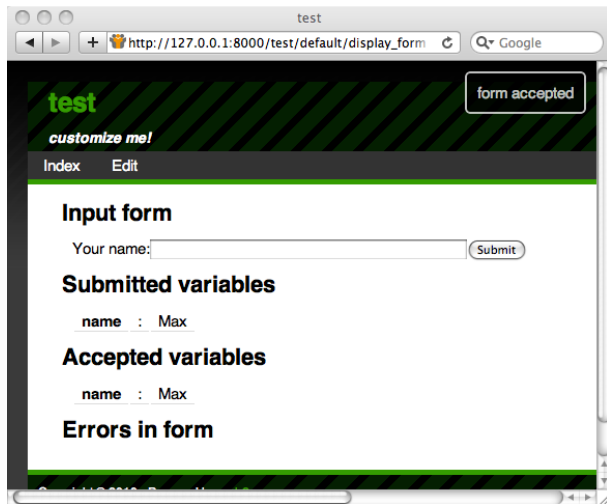 test
http://127.0.0.1:8000/test/default/display_form
Google
form accepted
test
customize me!
Index Edit
Input form
Your name: Submit
Submitted variables
name : Max
Accepted variables
name : Max
Errors in form